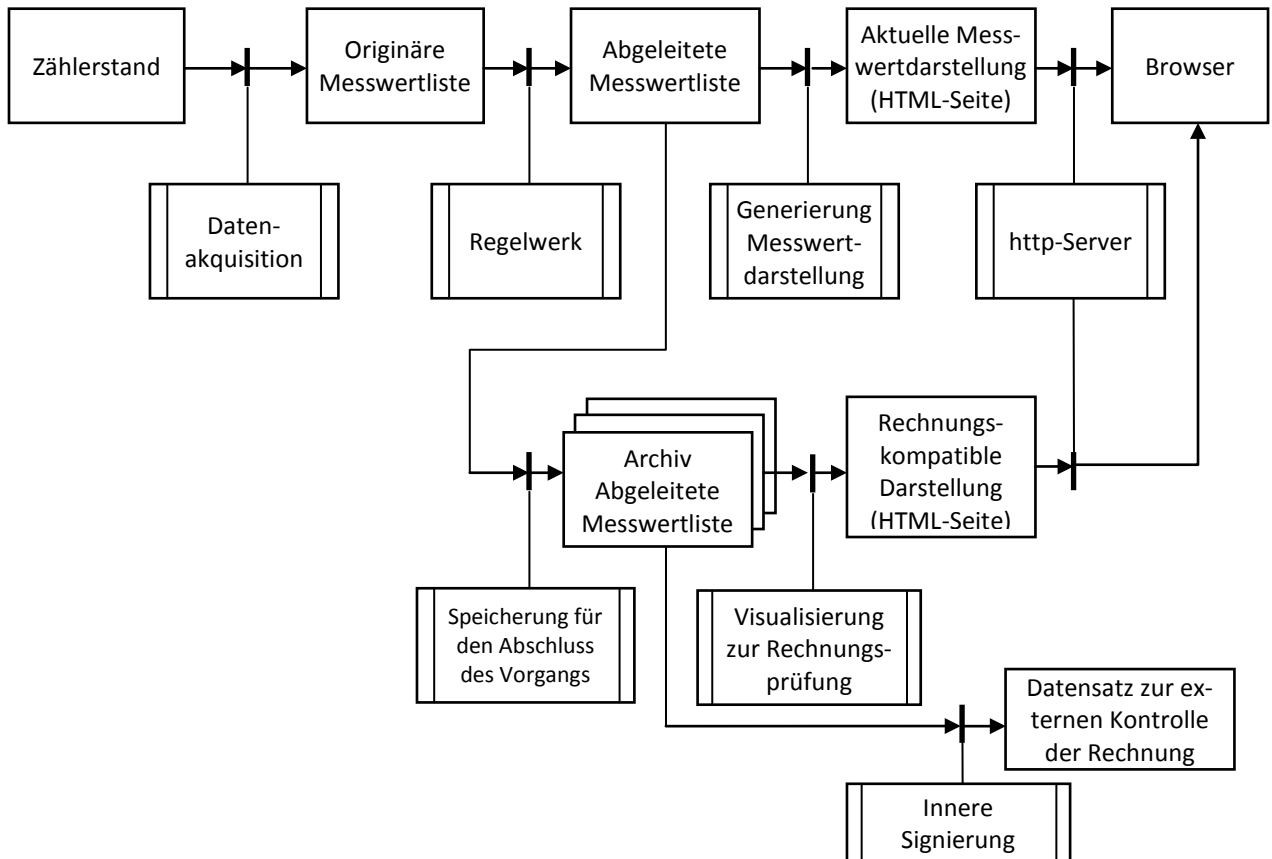 Zählerstand
Originäre
Messwertliste
Abgeleitete
Messwertliste
Aktuelle Mess-
wertdarstellung
(HTML-Seite)
Browser
Daten-
akquisition
Regelwerk
Generierung
Messwert-
darstellung
http-Server
Archiv
Abgeleitete
Messwertliste
Rechnungs-
kompatible
Darstellung
(HTML-Seite)
Speicherung für
den Abschluss
des Vorgangs
Visualisierung
zur Rechnungs-
prüfung
Datensatz zur ex-
ternen Kontrolle
der Rechnung
Innere
Signierung